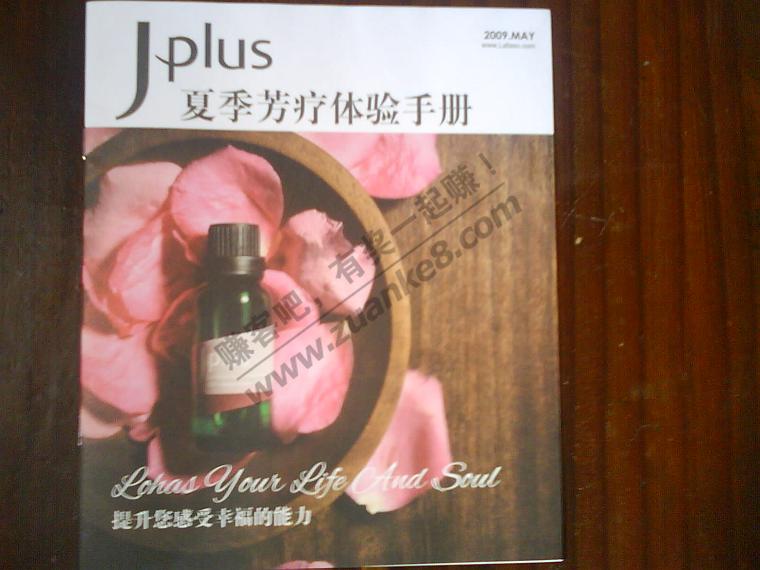 Jplus
2009.MAY
夏季芳疗体验手册
赚客吧，有奖一起赚！
www.zuanke8.com
Lohas Your Life And Soul
提升您感受幸福的能力